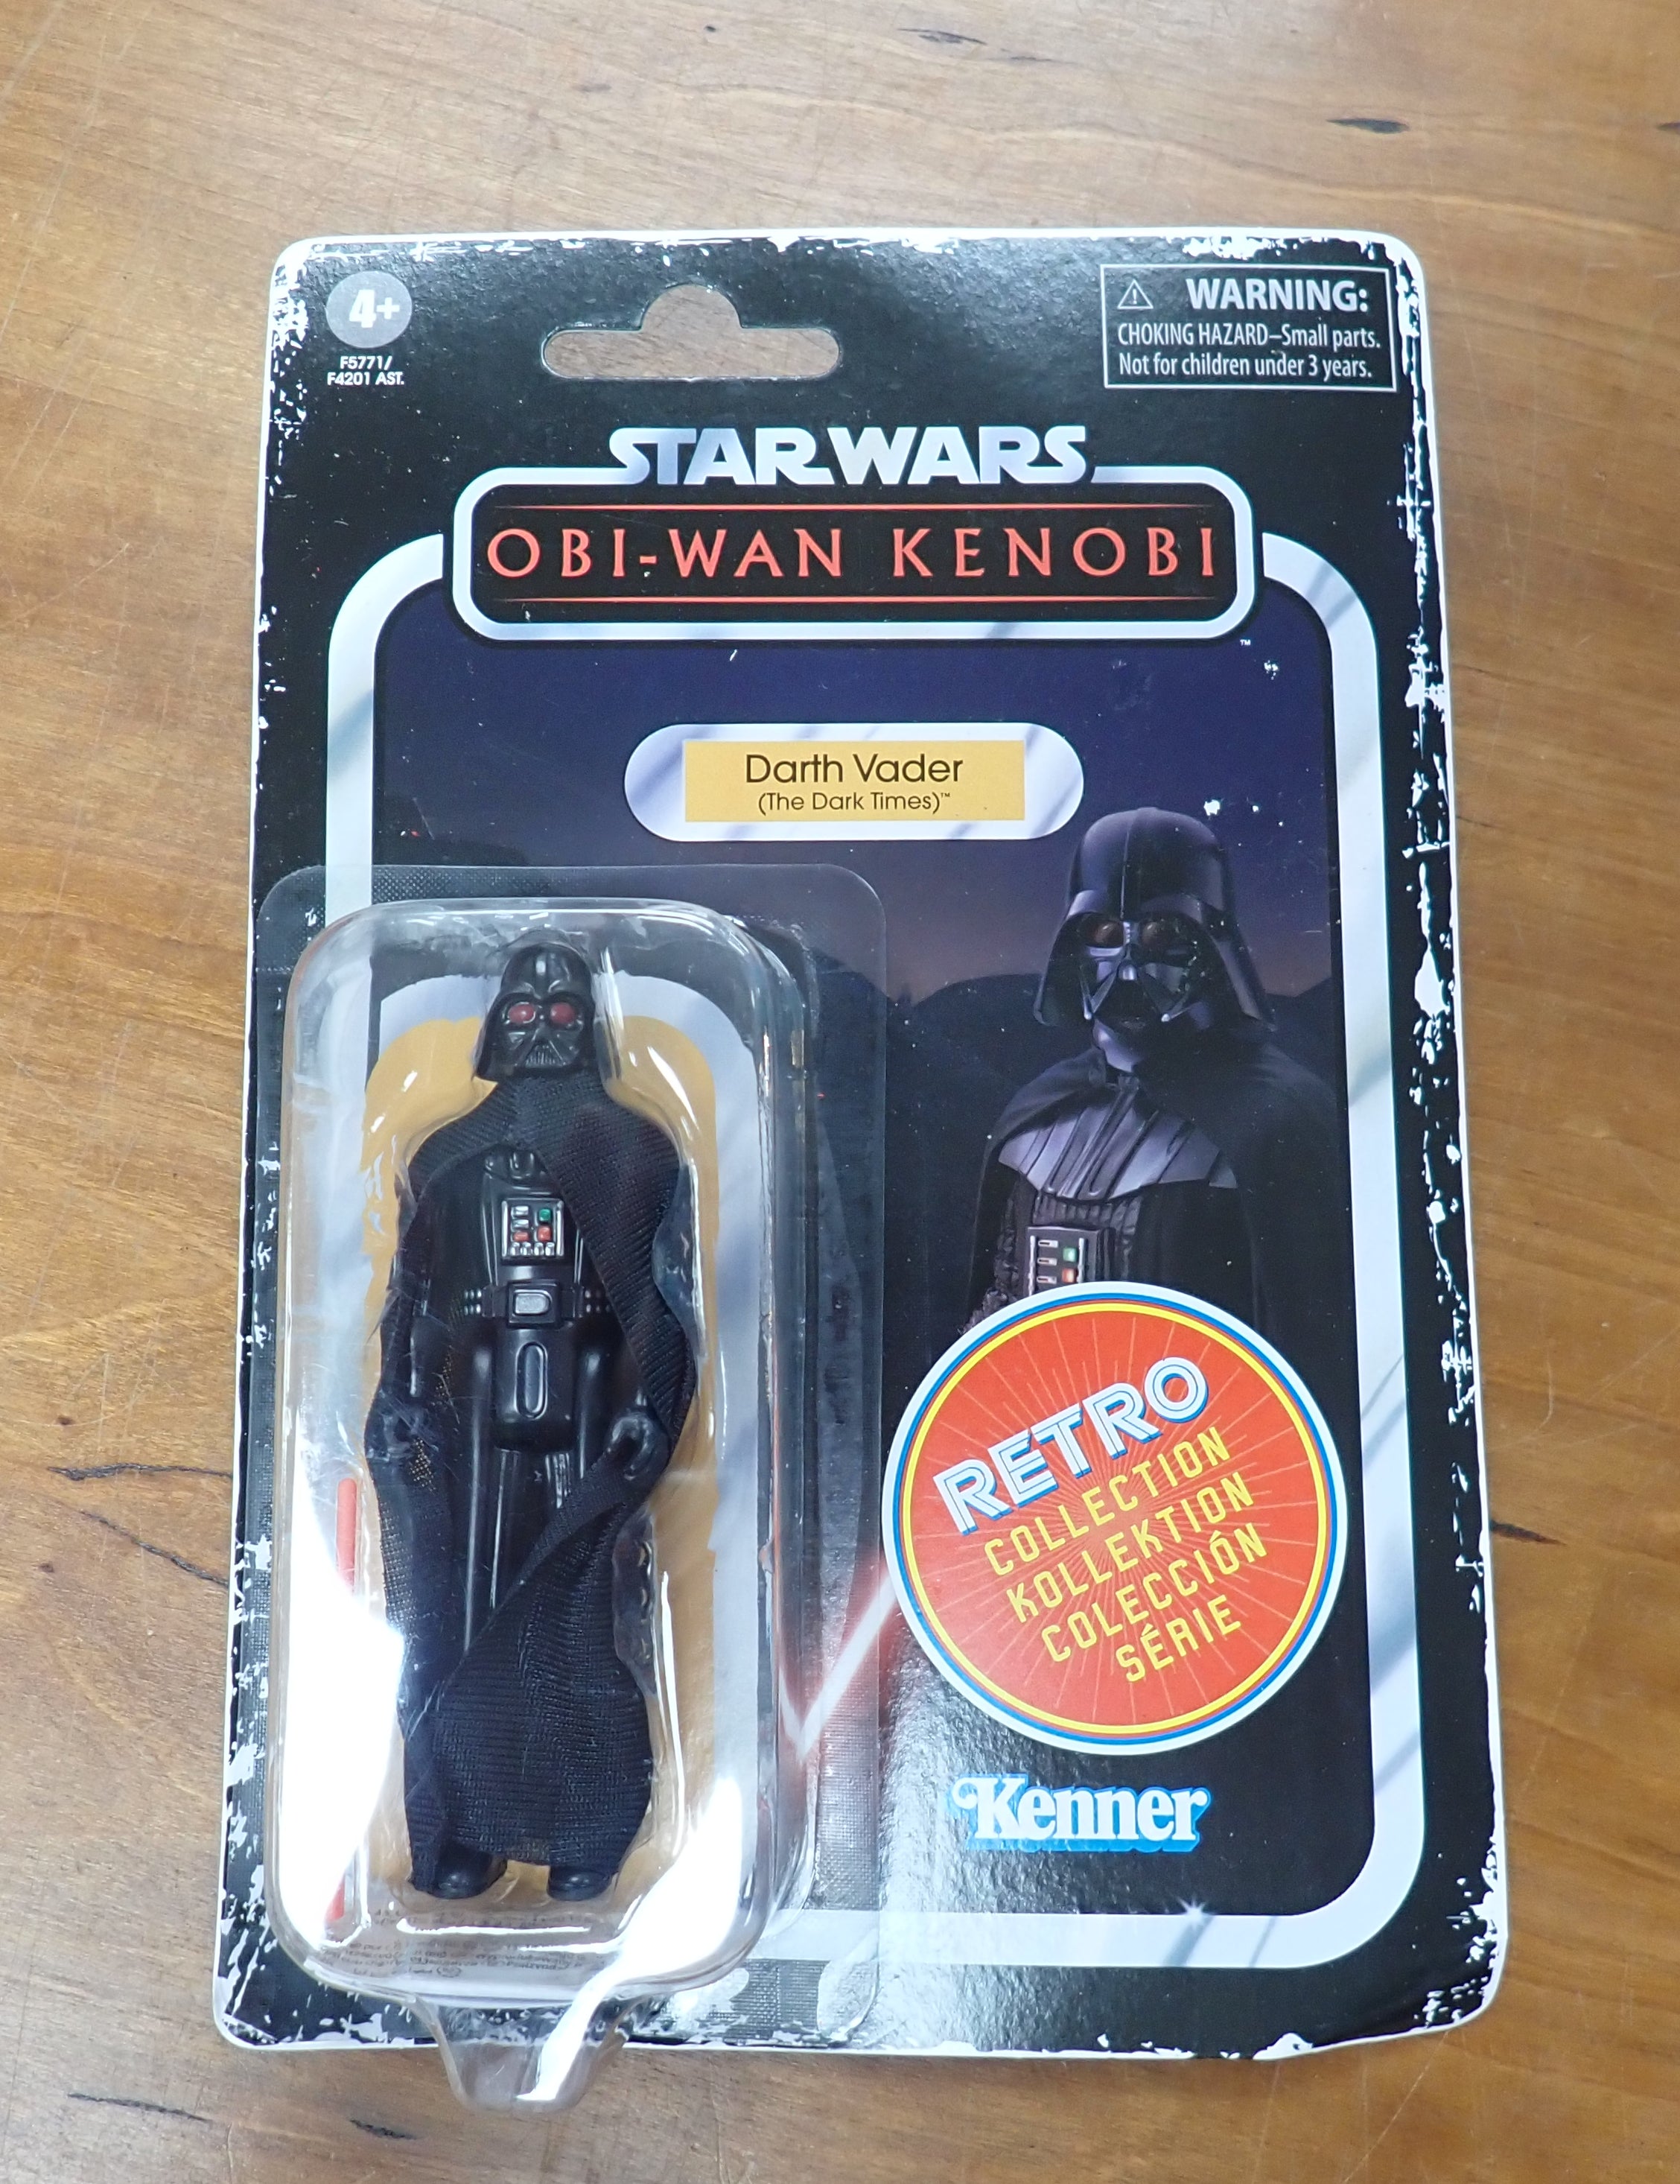 4+
F5771/
F4201 AST.
WARNING:
CHOKING HAZARD–Small parts.
Not for children under 3 years.
STAR WARS
OBI-WAN KENOBI
™
Darth Vader
(The Dark Times)™
RETRO
COLLECTION
KOLLEKTION
COLECCIÓN
SÉRIE
Kenner